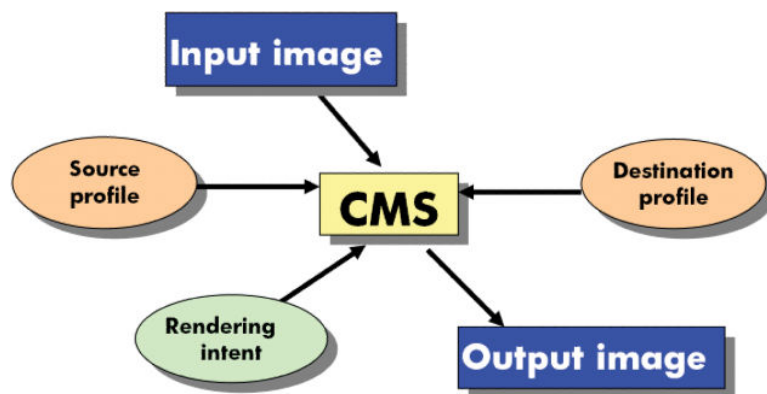 Input image
Source
profile
Destination
profile
CMS
Rendering
intent
Output image